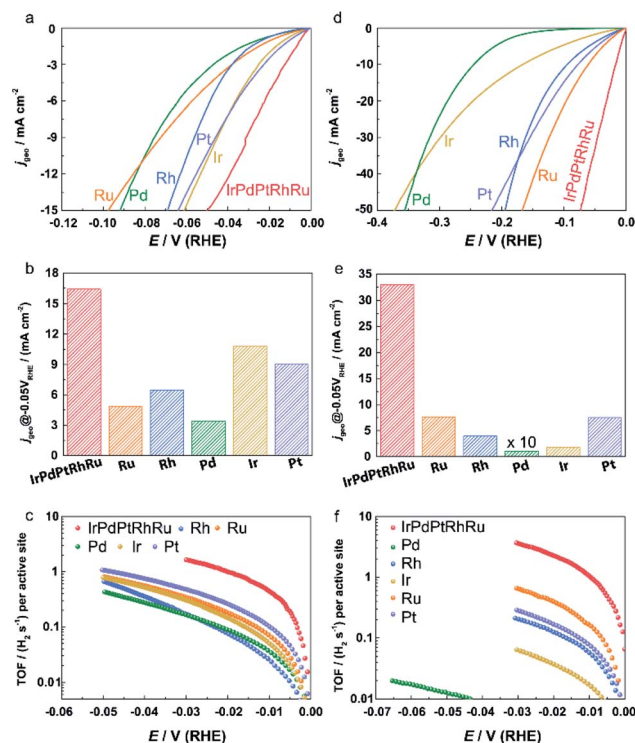 a
0
-3
-6
-9
-12
-15
j geo / mA cm⁻²
Ru
Pd
Rh
Pt
Ir
IrPdPtRhRu
-0.12 -0.10 -0.08 -0.06 -0.04 -0.02 0.00
E / V (RHE)
d
0
-10
-20
-30
-40
-50
j geo / mA cm⁻²
Ir
Pd
Rh
Pt
Ru
IrPdPtRhRu
-0.4 -0.3 -0.2 -0.1 0.0
E / V (RHE)
b
18
15
12
9
6
3
0
j geo@-0.05V RHE / (mA cm⁻²)
IrPdPtRhRu Ru Rh Pd Ir Pt
e
35
30
25
20
15
10
5
0
j geo@-0.05V RHE / (mA cm⁻²)
x 10
IrPdPtRhRu Ru Rh Pd Ir Pt
c
10
1
0.1
0.01
TOF / (H₂ s⁻¹) per active site
IrPdPtRhRu Rh Ru
Pd Ir Pt
-0.06 -0.05 -0.04 -0.03 -0.02 -0.01 0.00
E / V (RHE)
f
10
1
0.1
0.01
TOF / (H₂ s⁻¹) per active site
IrPdPtRhRu
Pd
Rh
Ir
Ru
Pt
-0.07 -0.06 -0.05 -0.04 -0.03 -0.02 -0.01 0.00
E / V (RHE)